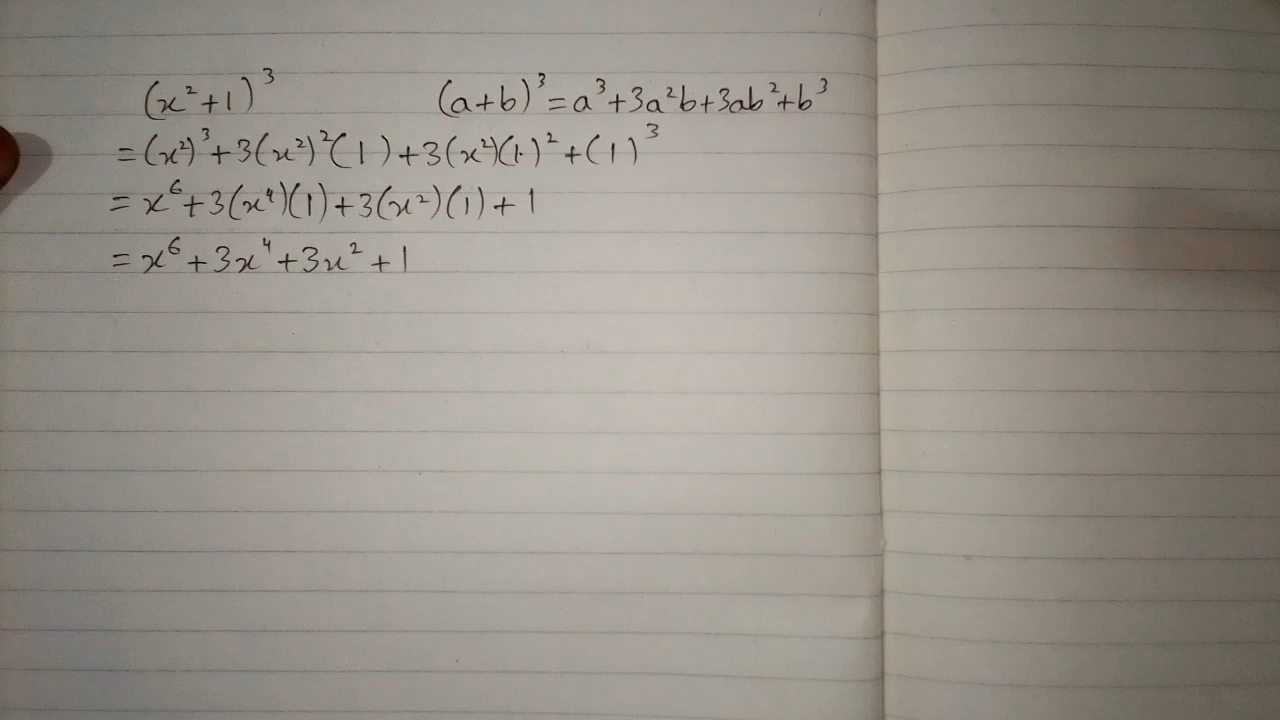 (x²+1)³ (a+b)³=a³+3a²b+3ab²+b³
=(x²)³+3(x²)²(1)+3(x²)(1)²+(1)³
=x⁶+3(x⁴)(1)+3(x²)(1)+1
=x⁶+3x⁴+3x²+1